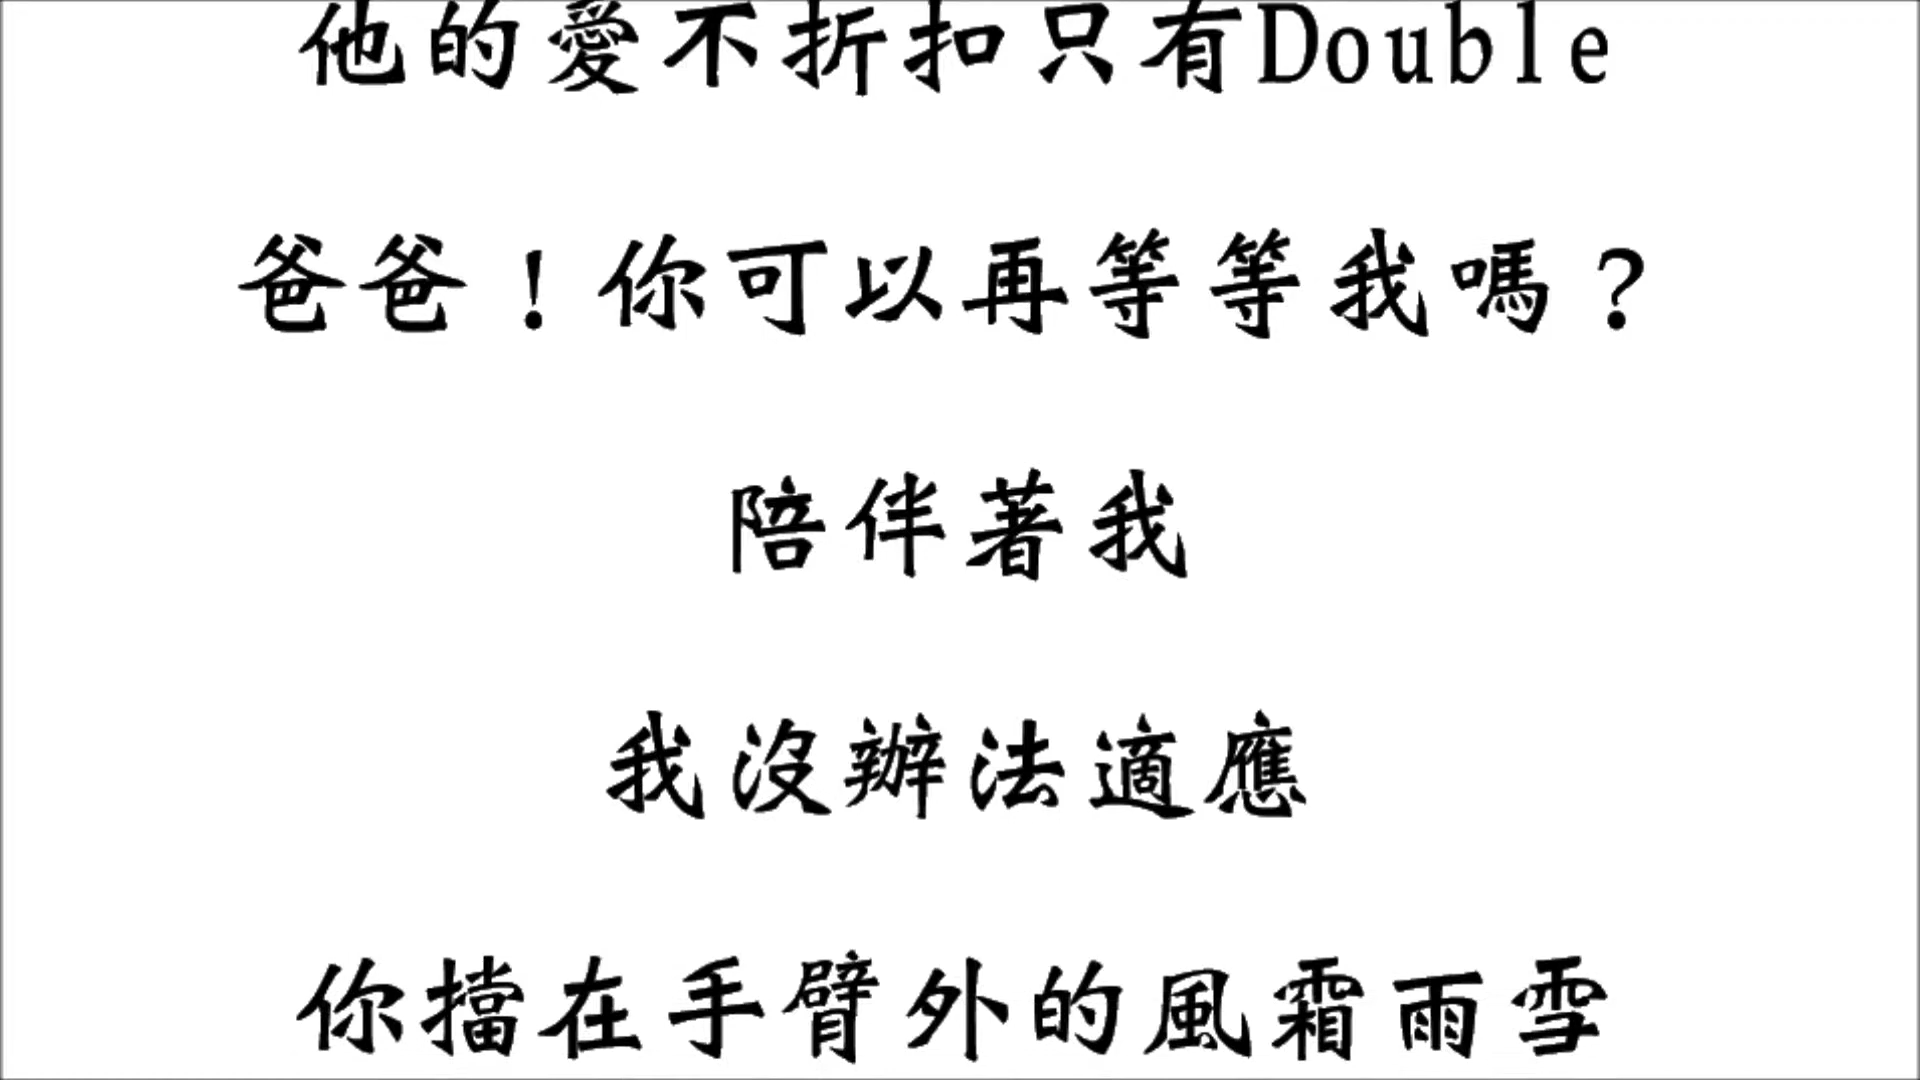 他的愛不折扣只有Double
爸爸！你可以再等等我嗎？
陪伴著我
我沒辦法適應
你擋在手臂外的風霜雨雪